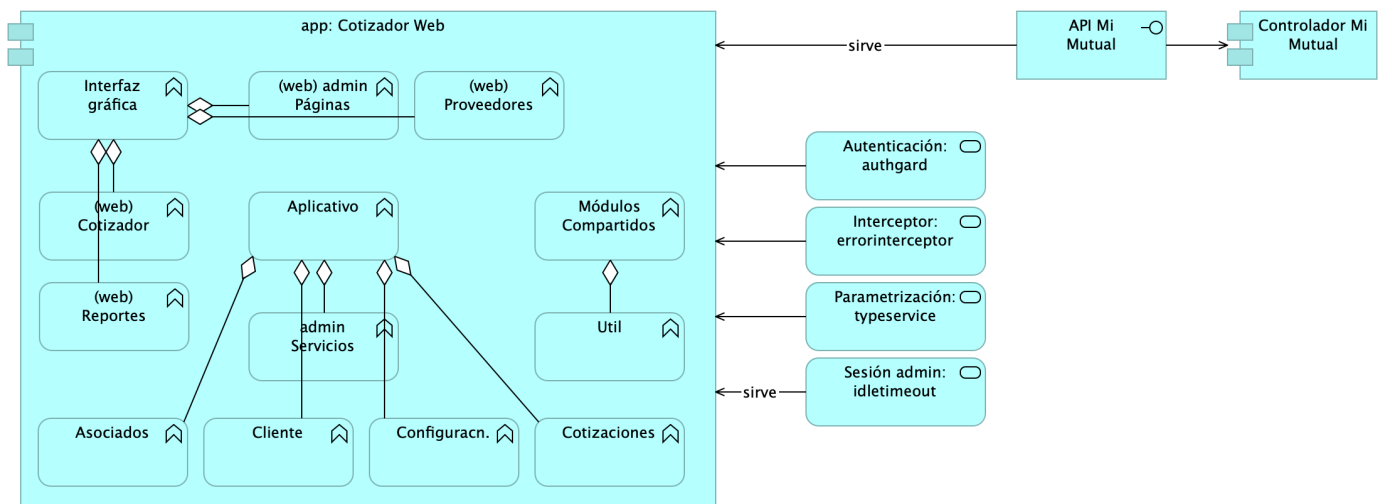 app: Cotizador Web
API Mi
Mutual
Controlador Mi
Mutual
sirve
Interfaz
gráfica
(web) admin
Páginas
(web)
Proveedores
Autenticación:
authgard
(web)
Cotizador
Aplicativo
Módulos
Compartidos
Interceptor:
errorinterceptor
(web)
Reportes
admin
Servicios
Util
Parametrización:
typeservice
Sesión admin:
idletimeout
sirve
Asociados
Cliente
Configuracn.
Cotizaciones